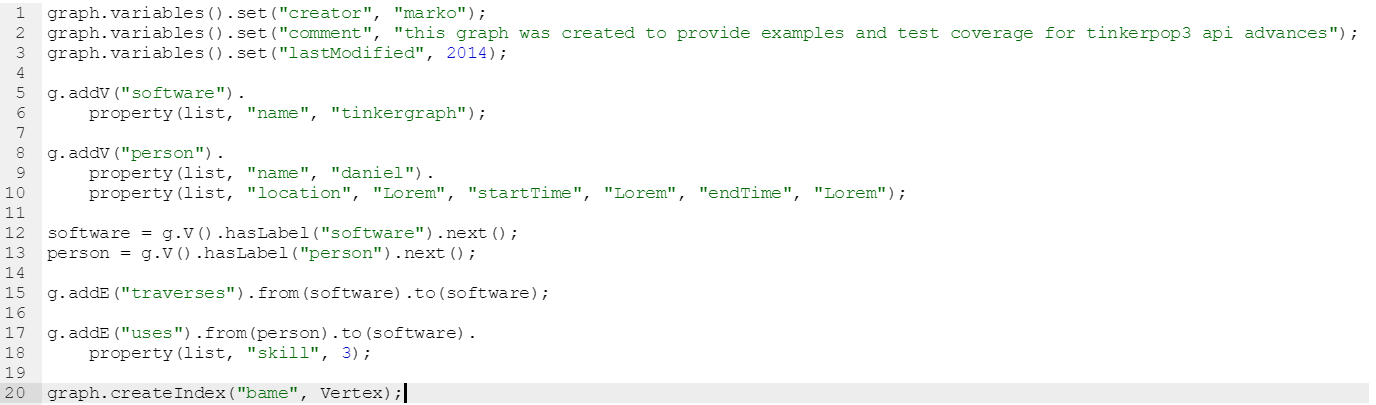 1 graph.variables().set("creator", "marko");
2 graph.variables().set("comment", "this graph was created to provide examples and test coverage for tinkerpop3 api advances");
3 graph.variables().set("lastModified", 2014);
4
5 g.addV("software").
6     property(list, "name", "tinkergraph");
7
8 g.addV("person").
9     property(list, "name", "daniel").
10     property(list, "location", "Lorem", "startTime", "Lorem", "endTime", "Lorem");
11
12 software = g.V().hasLabel("software").next();
13 person = g.V().hasLabel("person").next();
14
15 g.addE("traverses").from(software).to(software);
16
17 g.addE("uses").from(person).to(software).
18     property(list, "skill", 3);
19
20 graph.createIndex("bame", Vertex);